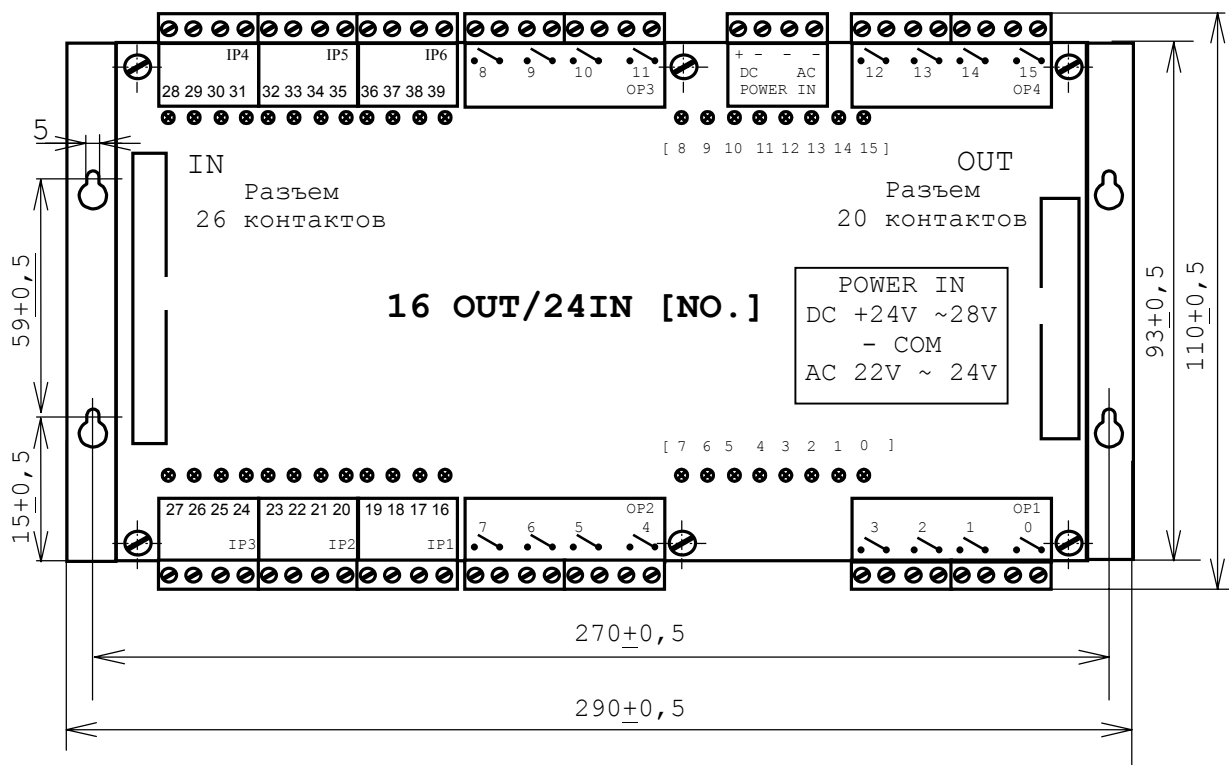 IP4 IP5 IP6
8 9 10 11
OP3
+ - - -
DC AC
POWER IN
12 13 14 15
OP4
28 29 30 31 32 33 34 35 36 37 38 39
5
[ 8 9 10 11 12 13 14 15 ]
IN
Разъем
26 контактов
OUT
Разъем
20 контактов
59±0,5
16 OUT/24IN [NO.]
POWER IN
DC +24V ~28V
- COM
AC 22V ~ 24V
93±0,5
110±0,5
[ 7 6 5 4 3 2 1 0 ]
15±0,5
27 26 25 24 23 22 21 20 19 18 17 16
IP3 IP2 IP1
OP2
7 6 5 4
OP1
3 2 1 0
270±0,5
290±0,5